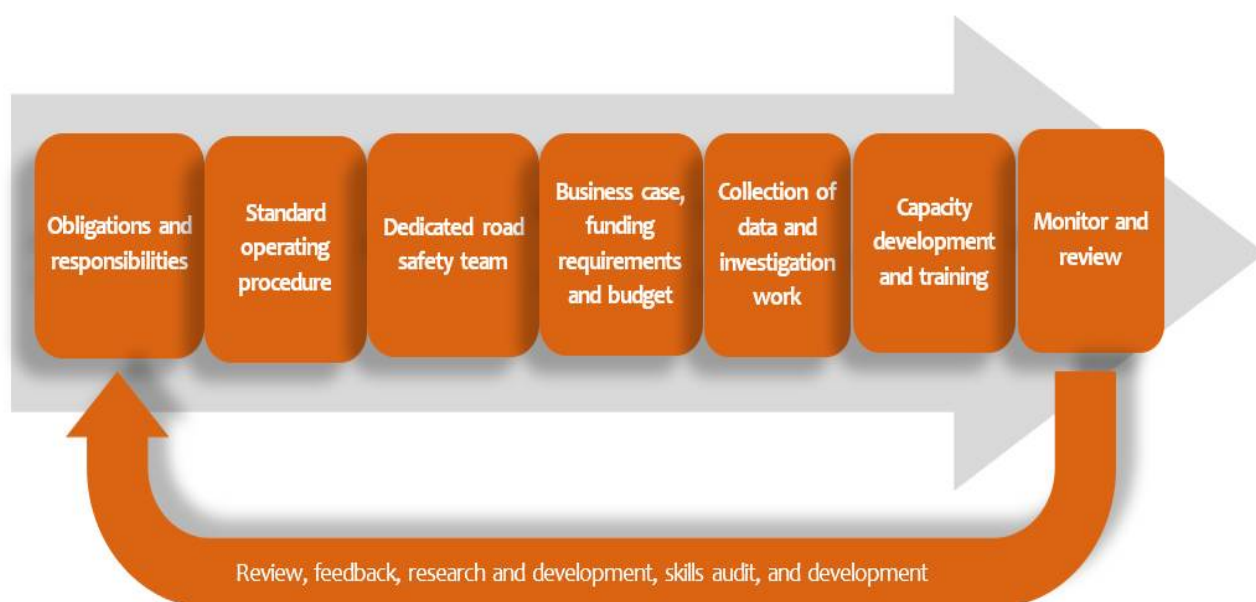 Obligations and
responsibilities
Standard
operating
procedure
Dedicated road
safety team
Business case,
funding
requirements
and budget
Collection of
data and
investigation
work
Capacity
development
and training
Monitor and
review
Review, feedback, research and development, skills audit, and development